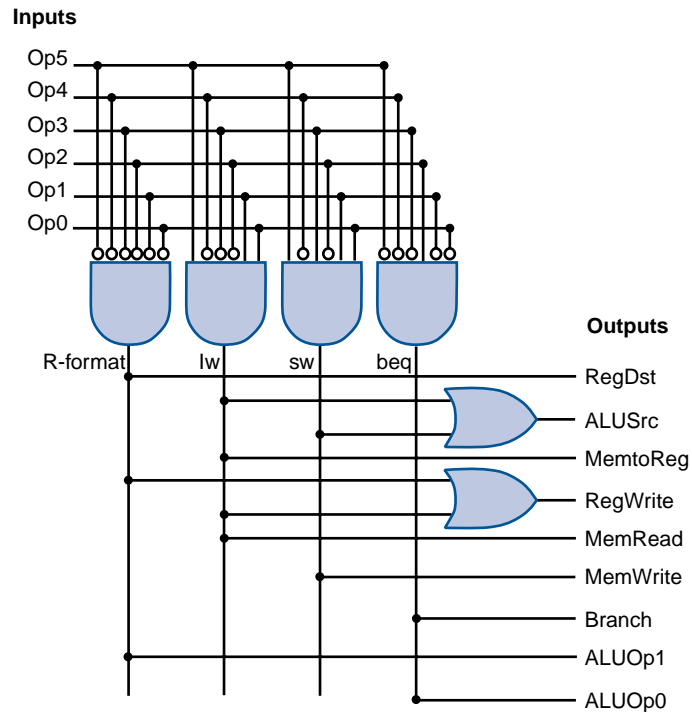 Inputs
Op5
Op4
Op3
Op2
Op1
Op0
R-format lw sw beq
Outputs
RegDst
ALUSrc
MemtoReg
RegWrite
MemRead
MemWrite
Branch
ALUOp1
ALUOp0